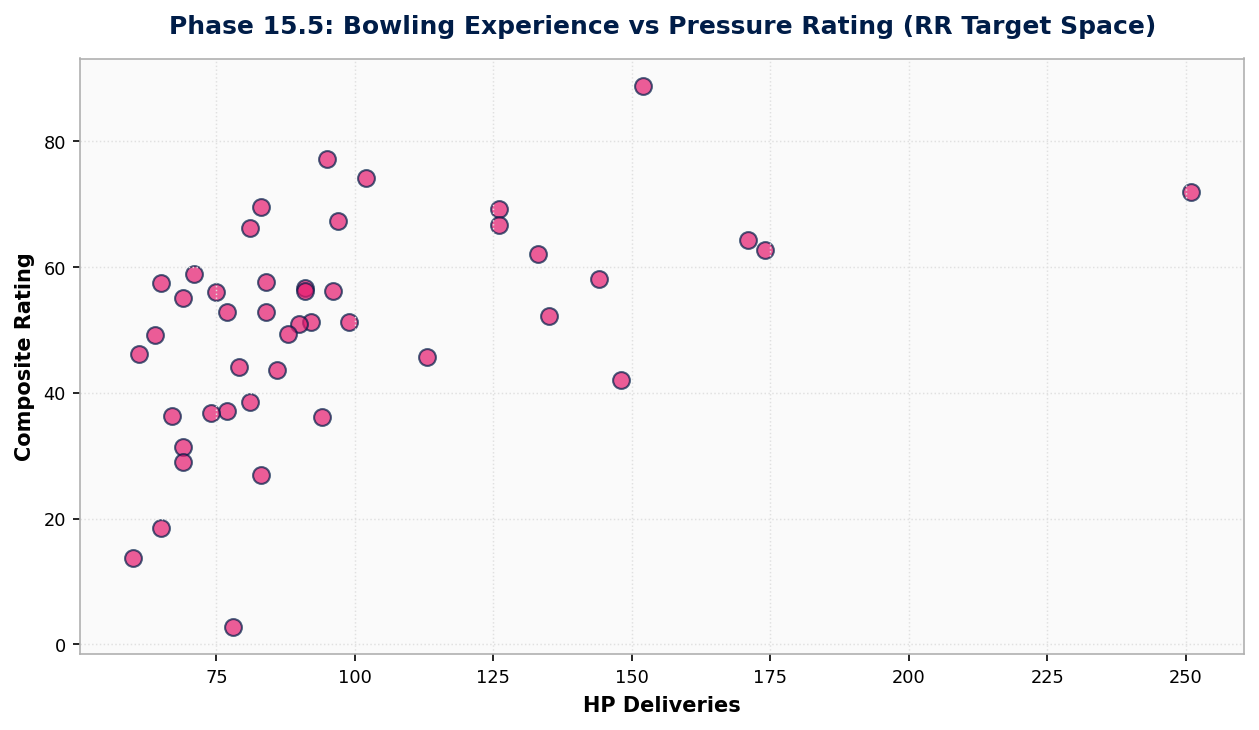 Phase 15.5: Bowling Experience vs Pressure Rating (RR Target Space)
Composite Rating
80
60
40
20
0
75 100 125 150 175 200 225 250
HP Deliveries